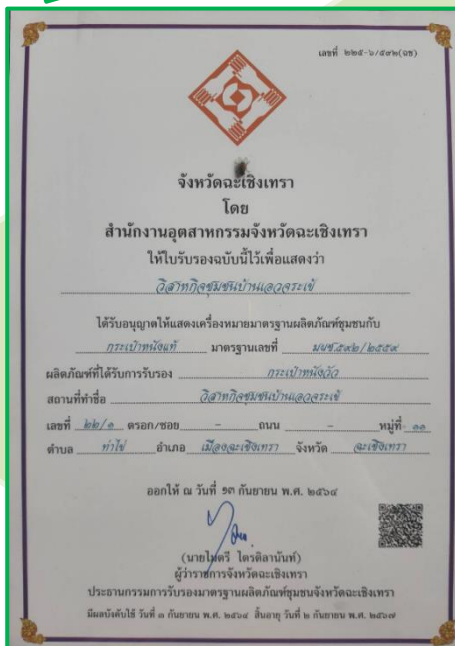 เลขที่ ๒๒๕-๖/๔๗๒(ฉช)
จังหวัดฉะเชิงเทรา
โดย
สำนักงานอุตสาหกรรมจังหวัดฉะเชิงเทรา
ให้ใบรับรองฉบับนี้ไว้เพื่อแสดงว่า
วิสาหกิจชุมชนบ้านเอวจระเข้
ได้รับอนุญาตให้แสดงเครื่องหมายมาตรฐานผลิตภัณฑ์ชุมชนกับ
กระเป๋าหนังแท้ มาตรฐานเลขที่ มผช.๕๙๒/๒๕๕๙
ผลิตภัณฑ์ที่ได้รับการรับรอง กระเป๋าหนังวัว
สถานที่ทำชื่อ วิสาหกิจชุมชนบ้านเอวจระเข้
เลขที่ ๒๒/๑ ตรอก/ซอย - ถนน - หมู่ที่ ๑๑
ตำบล ท่าไข่ อำเภอ เมืองฉะเชิงเทรา จังหวัด ฉะเชิงเทรา
ออกให้ ณ วันที่ ๑๓ กันยายน พ.ศ. ๒๕๖๔
(นายไมตรี ไตรติลานันท์)
ผู้ว่าราชการจังหวัดฉะเชิงเทรา
ประธานกรรมการรับรองมาตรฐานผลิตภัณฑ์ชุมชนจังหวัดฉะเชิงเทรา
มีผลบังคับใช้ วันที่ ๓ กันยายน พ.ศ. ๒๕๖๔ สิ้นอายุ วันที่ ๒ กันยายน พ.ศ. ๒๕๖๗